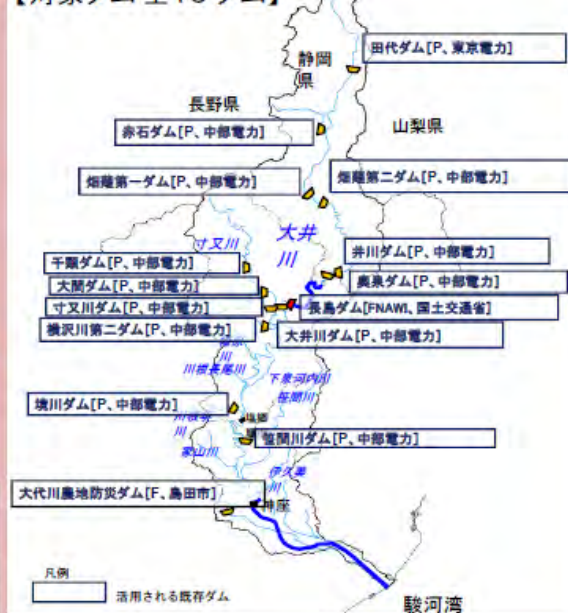 【対象ダム 全15ダム】
田代ダム[P、東京電力]
静岡
県
長野県
山梨県
赤石ダム[P、中部電力]
畑薙第一ダム[P、中部電力]
畑薙第二ダム[P、中部電力]
寸又川
大井
川
井川ダム[P、中部電力]
千頭ダム[P、中部電力]
奥泉ダム[P、中部電力]
大間ダム[P、中部電力]
長島ダム[FNAWI、国土交通省]
寸又川ダム[P、中部電力]
大井川ダム[P、中部電力]
横沢川第二ダム[P、中部電力]
川根長尾川
下泉河内川
笹間川
境川ダム[P、中部電力]
塩郷
笹間川ダム[P、中部電力]
家山川
伊久美
川
大代川農地防災ダム[F、島田市]
神座
凡例
活用される既存ダム
駿河湾